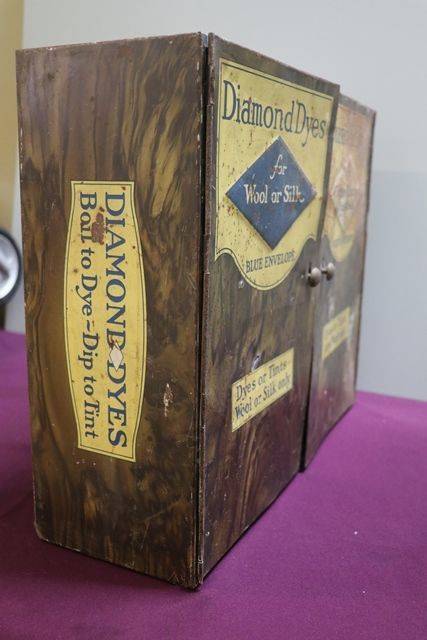 DIAMOND DYES
Boil to Dye~Dip to Tint
Diamond Dyes
for
Wool or Silk
BLUE ENVELOPE
Dyes or Tints
Wool or Silk only